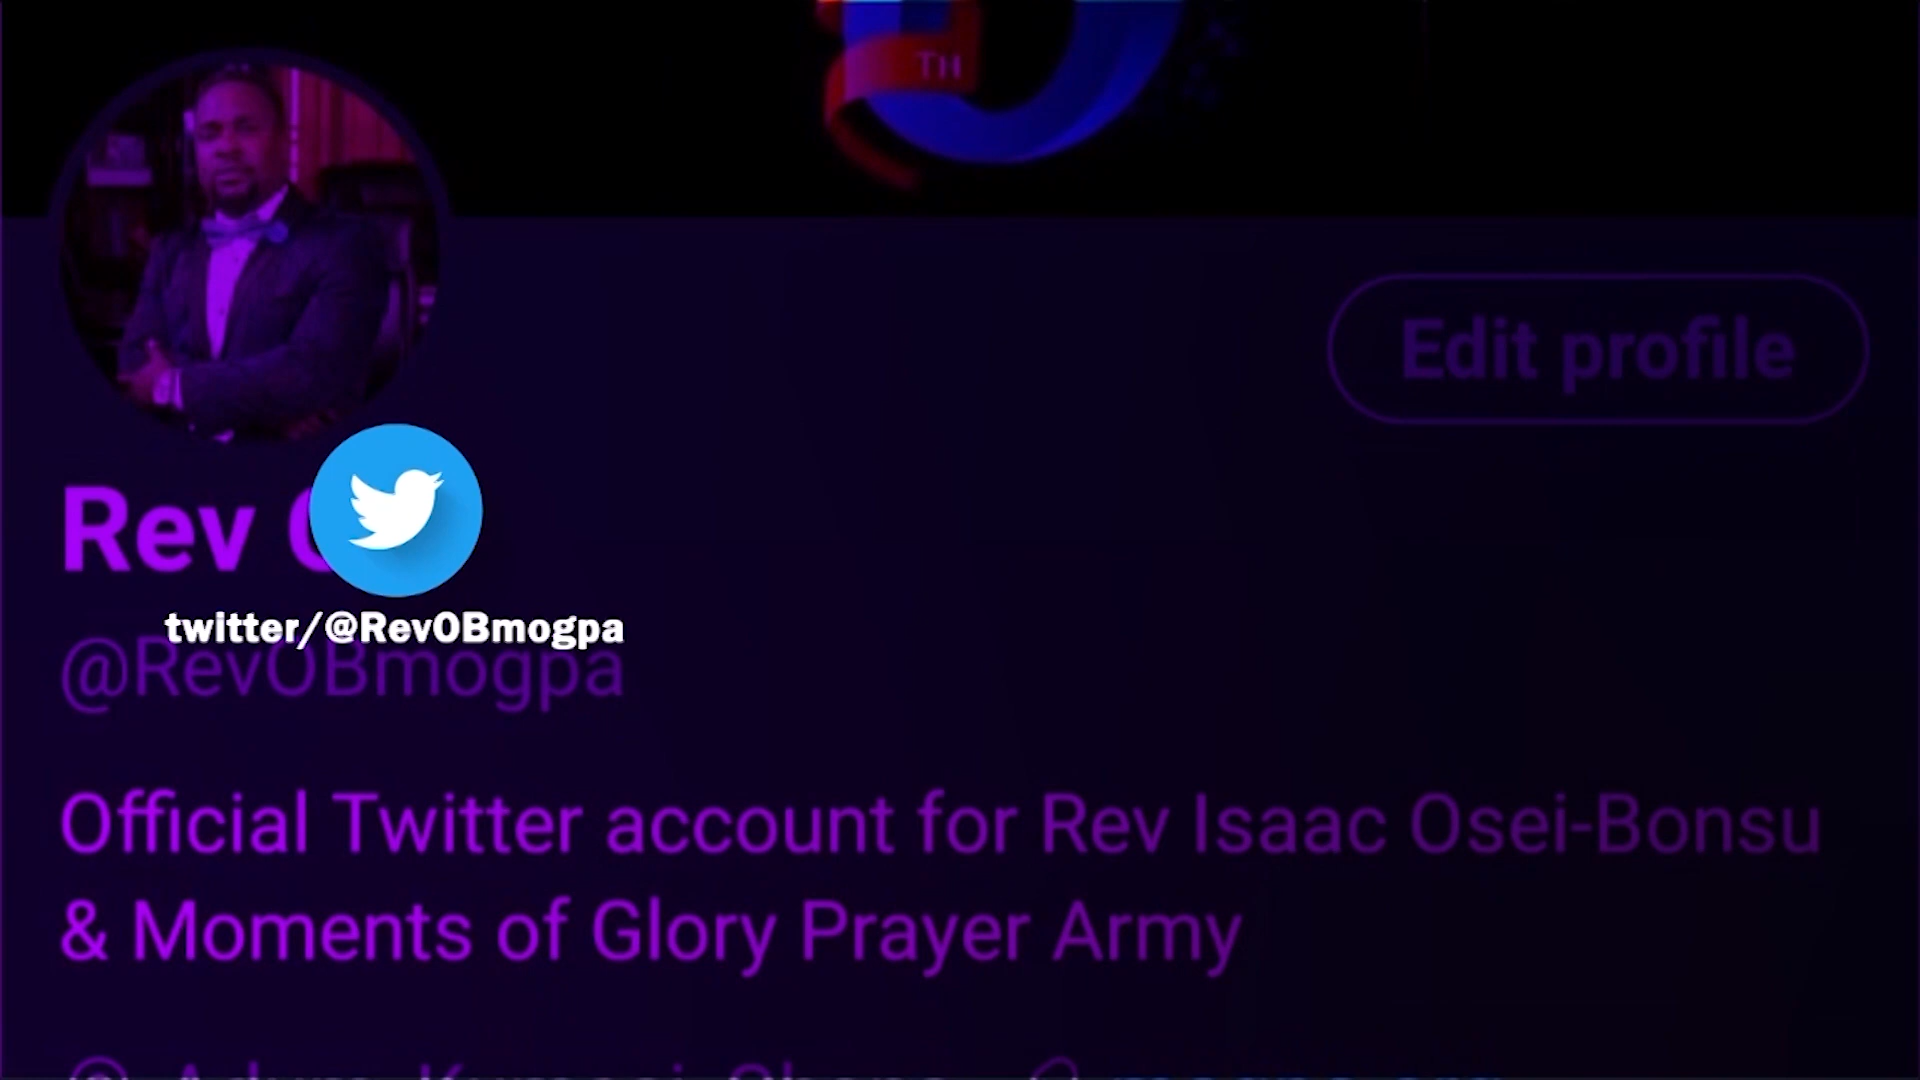 TH
Edit profile
Rev
twitter/@RevOBmogpa
@RevOBmogpa
Official Twitter account for Rev Isaac Osei-Bonsu
& Moments of Glory Prayer Army